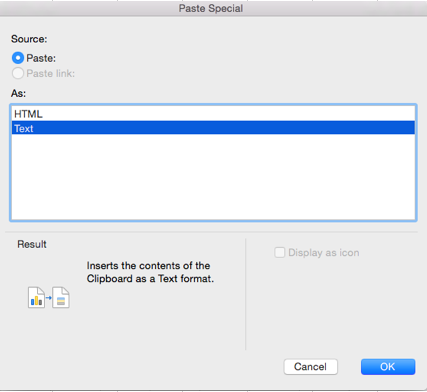 Paste Special
Source:
Paste:
Paste link:
As:
HTML
Text
Result
Inserts the contents of the
Clipboard as a Text format.
Display as icon
Cancel
OK